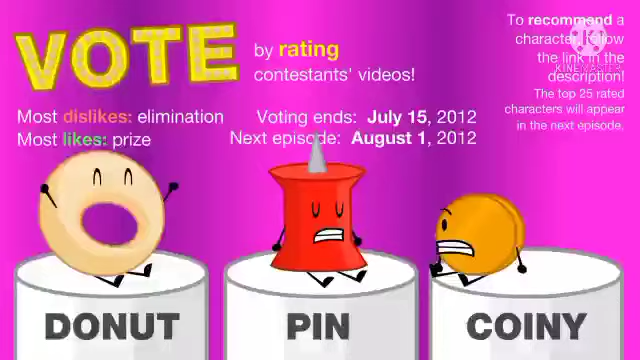 VOTE
by rating
contestants' videos!
To recommend a
character, follow
the link in the
description!
The top 25 rated
characters will appear
in the next episode.
KINEMASTER
Most dislikes: elimination
Most likes: prize
Voting ends: July 15, 2012
Next episode: August 1, 2012
DONUT
PIN
COINY